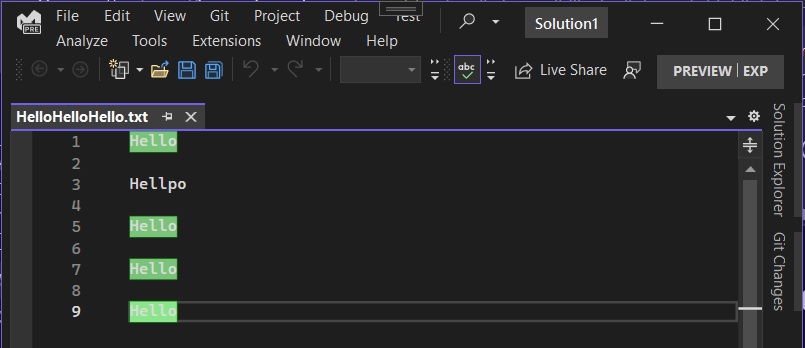 File Edit View Git Project Debug Test Solution1
Analyze Tools Extensions Window Help
PRE
abc Live Share PREVIEW EXP
HelloHelloHello.txt
1 Hello
2
3 Hellpo
4
5 Hello
6
7 Hello
8
9 Hello
Solution Explorer
Git Changes